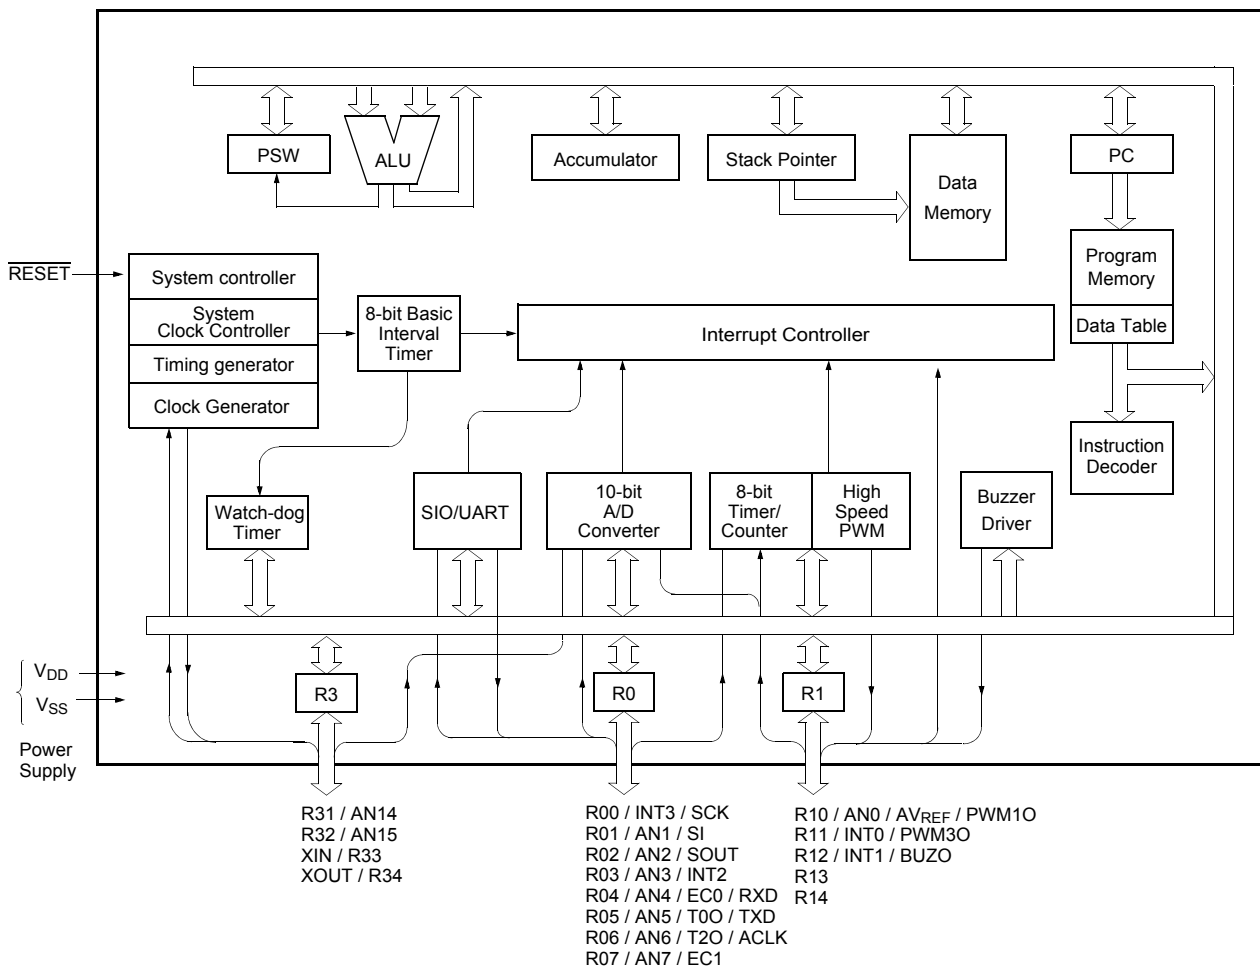 PSW
ALU
Accumulator
Stack Pointer
Data
Memory
PC
Program
Memory
Data Table
Instruction
Decoder
RESET
System controller
System
Clock Controller
Timing generator
Clock Generator
8-bit Basic
Interval
Timer
Interrupt Controller
Watch-dog
Timer
SIO/UART
10-bit
A/D
Converter
8-bit
Timer/
Counter
High
Speed
PWM
Buzzer
Driver
VDD
VSS
Power
Supply
R3
R0
R1
R31 / AN14
R32 / AN15
XIN / R33
XOUT / R34
R00 / INT3 / SCK
R01 / AN1 / SI
R02 / AN2 / SOUT
R03 / AN3 / INT2
R04 / AN4 / EC0 / RXD
R05 / AN5 / T0O / TXD
R06 / AN6 / T2O / ACLK
R07 / AN7 / EC1
R10 / AN0 / AVREF / PWM1O
R11 / INT0 / PWM3O
R12 / INT1 / BUZO
R13
R14